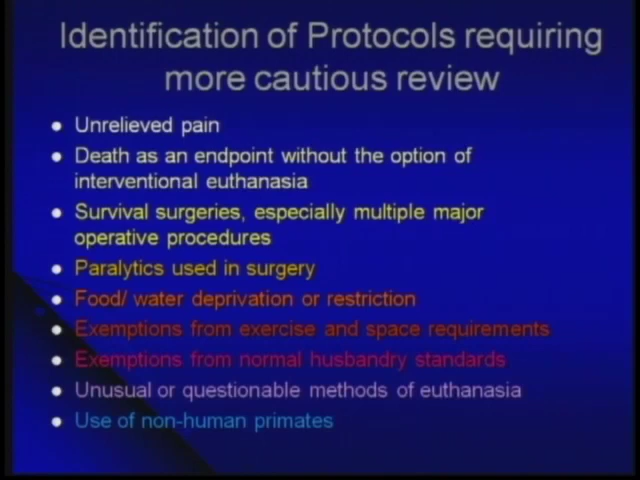 Identification of Protocols requiring
more cautious review
Unrelieved pain
Death as an endpoint without the option of
interventional euthanasia
Survival surgeries, especially multiple major
operative procedures
Paralytics used in surgery
Food/ water deprivation or restriction
Exemptions from exercise and space requirements
Exemptions from normal husbandry standards
Unusual or questionable methods of euthanasia
Use of non-human primates